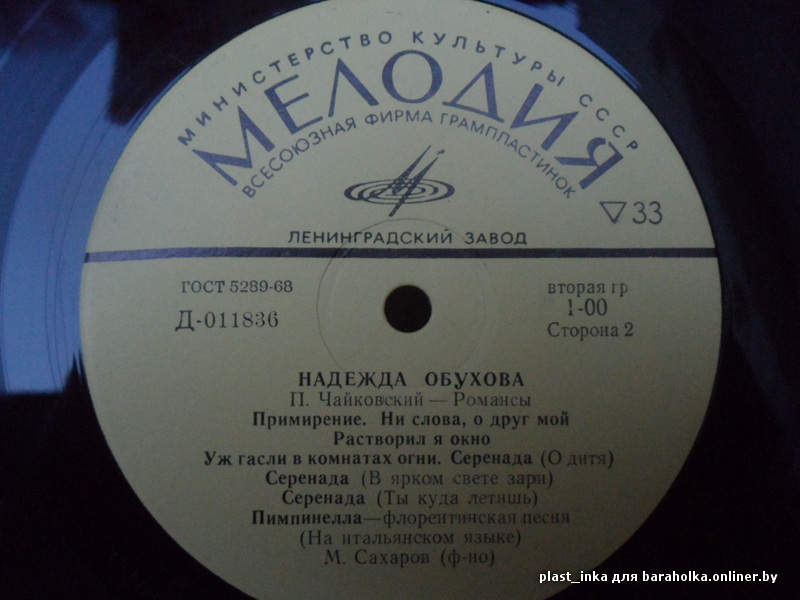 МИНИСТЕРСТВО КУЛЬТУРЫ СССР
МЕЛОДИЯ
ВСЕСОЮЗНАЯ ФИРМА ГРАМПЛАСТИНОК
▽33
ЛЕНИНГРАДСКИЙ ЗАВОД
ГОСТ 5289-68
вторая гр
Д-011836
1-00
Сторона 2
НАДЕЖДА ОБУХОВА
П. Чайковский — Романсы
Примирение. Ни слова, о друг мой
Растворил я окно
Уж гасли в комнатах огни. Серенада (О дитя)
Серенада (В ярком свете зари)
Серенада (Ты куда летишь)
Пимпинелла — флорентийская песня
(На итальянском языке)
М. Сахаров (ф-но)
plast_inka для baraholka.onliner.by